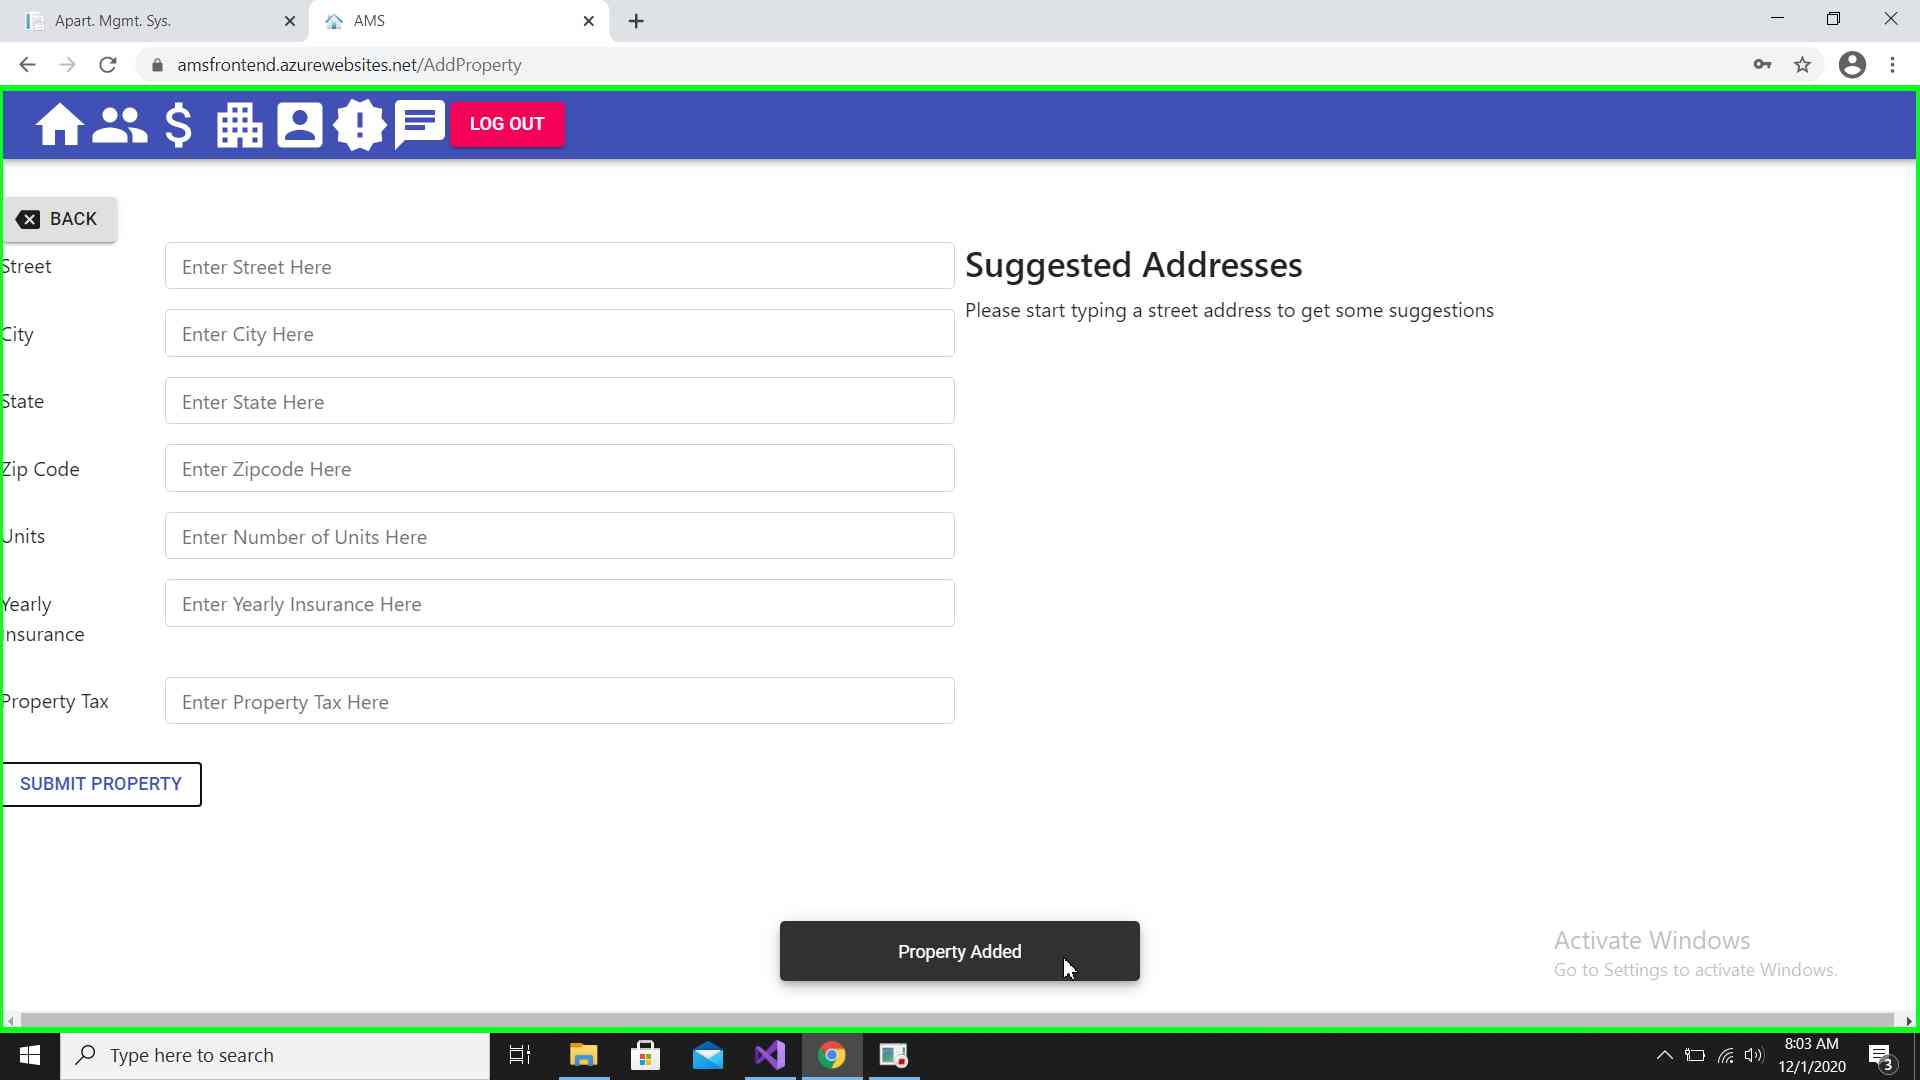 Apart. Mgmt. Sys.
AMS
amsfrontend.azurewebsites.net/AddProperty
LOG OUT
BACK
Street
Enter Street Here
City
Enter City Here
State
Enter State Here
Zip Code
Enter Zipcode Here
Units
Enter Number of Units Here
Yearly
Insurance
Enter Yearly Insurance Here
Property Tax
Enter Property Tax Here
SUBMIT PROPERTY
Suggested Addresses
Please start typing a street address to get some suggestions
Property Added
Activate Windows
Go to Settings to activate Windows.
Type here to search
8:03 AM
12/1/2020
3